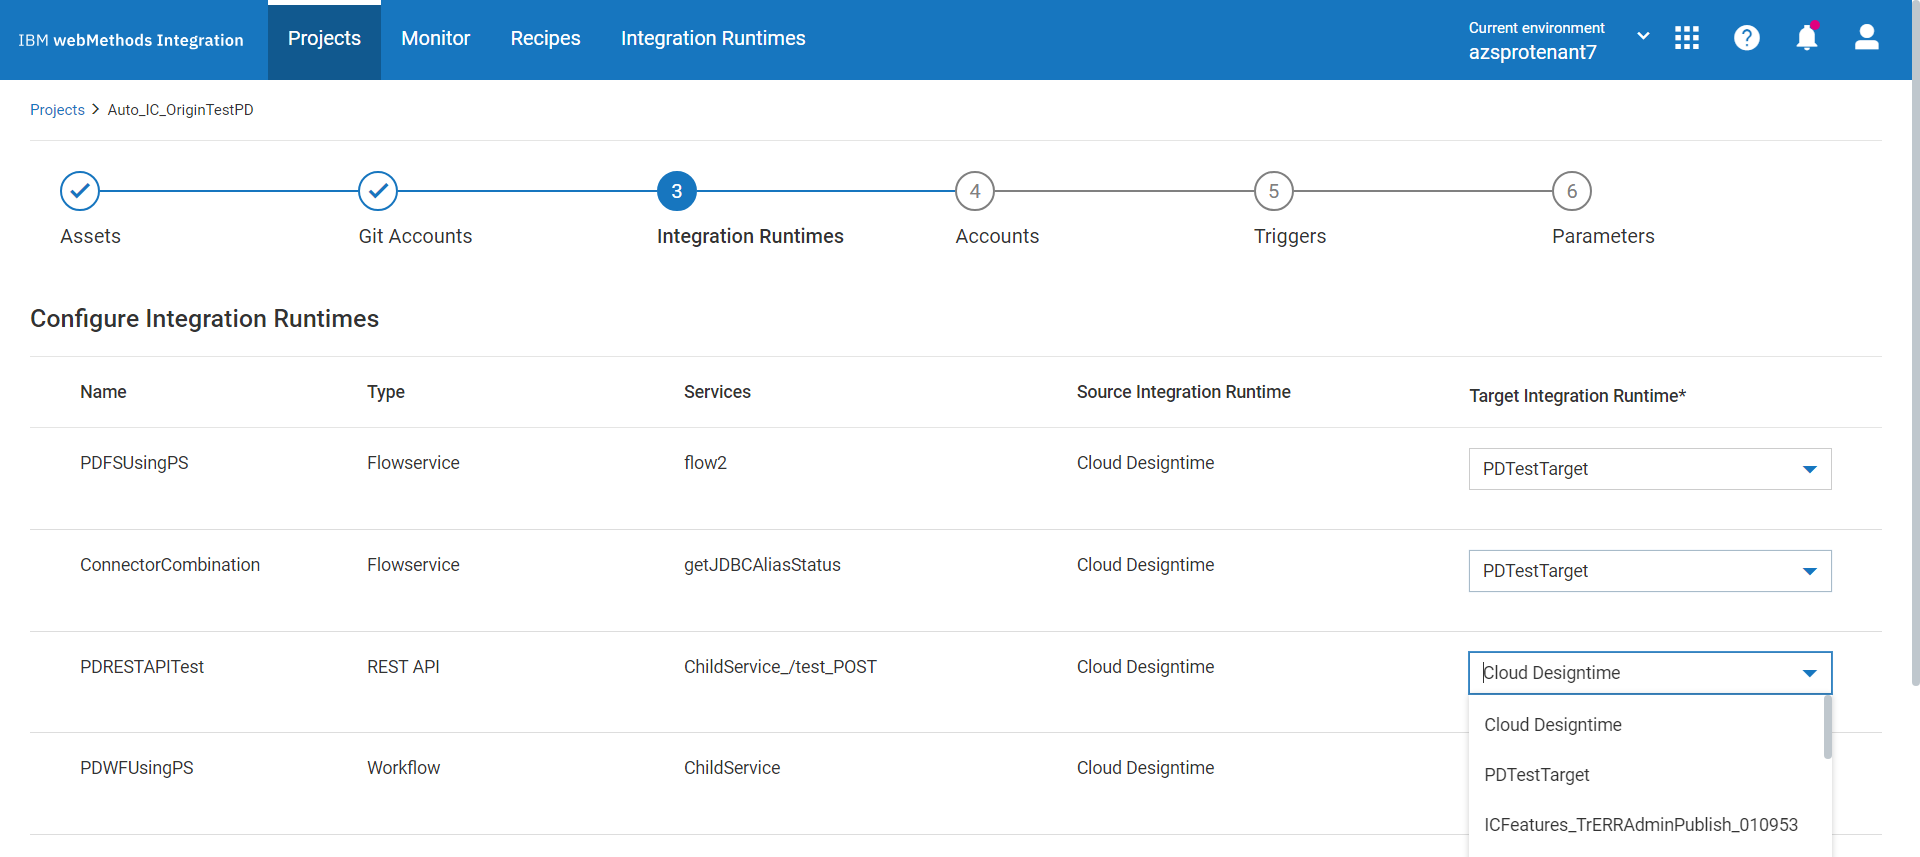 IBM webMethods Integration
Projects
Monitor
Recipes
Integration Runtimes
Current environment
azsprotenant7
Projects > Auto_IC_OriginTestPD
3
4
5
6
Assets
Git Accounts
Integration Runtimes
Accounts
Triggers
Parameters
Configure Integration Runtimes
Name
Type
Services
Source Integration Runtime
Target Integration Runtime*
PDFSUsingPS
Flowservice
flow2
Cloud Designtime
PDTestTarget
ConnectorCombination
Flowservice
getJDBCAliasStatus
Cloud Designtime
PDTestTarget
PDRESTAPITest
REST API
ChildService_/test_POST
Cloud Designtime
Cloud Designtime
Cloud Designtime
PDTestTarget
ICFeatures_TrERRAdminPublish_010953
PDWFUsingPS
Workflow
ChildService
Cloud Designtime